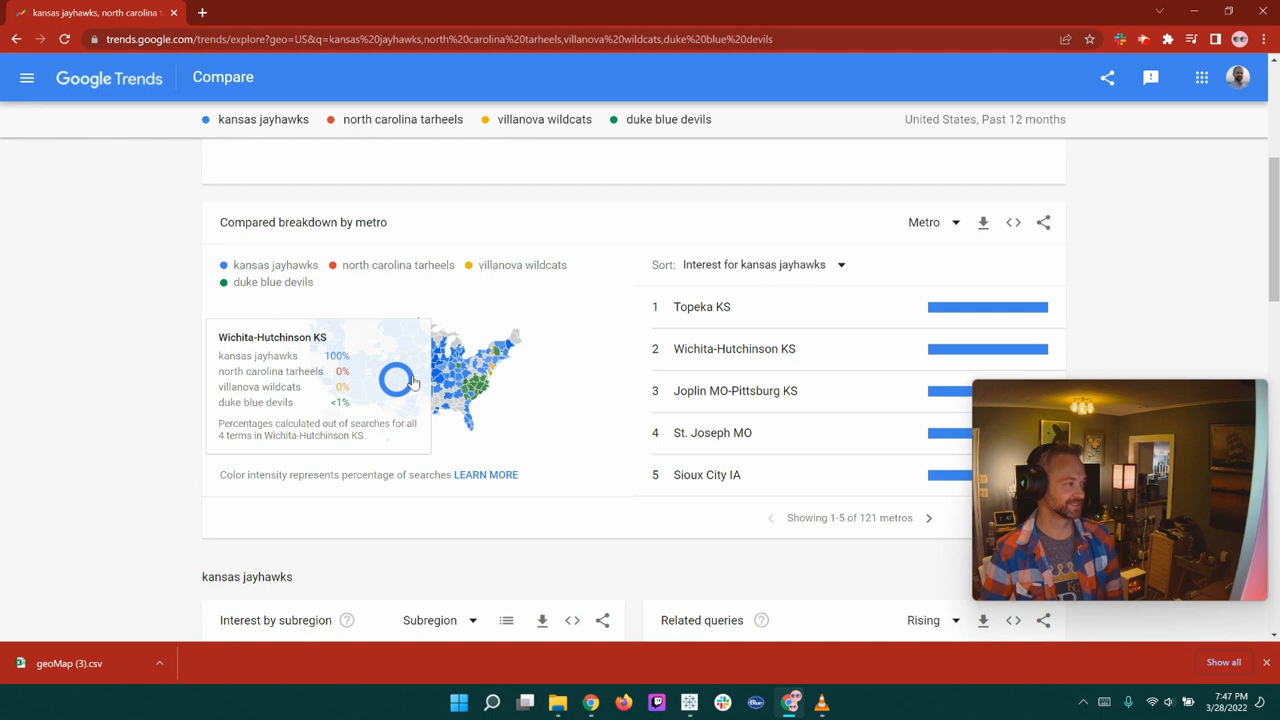 kansas jayhawks, north carolina t
trends.google.com/trends/explore?geo=US&q=kansas%20jayhawks,north%20carolina%20tarheels,villanova%20wildcats,duke%20blue%20devils
Google Trends
Compare
kansas jayhawks
north carolina tarheels
villanova wildcats
duke blue devils
United States, Past 12 months
Compared breakdown by metro
Metro
kansas jayhawks
north carolina tarheels
villanova wildcats
duke blue devils
Sort: Interest for kansas jayhawks
1 Topeka KS
2 Wichita-Hutchinson KS
3 Joplin MO-Pittsburg KS
4 St. Joseph MO
5 Sioux City IA
Wichita-Hutchinson KS
kansas jayhawks 100%
north carolina tarheels 0%
villanova wildcats 0%
duke blue devils <1%
Percentages calculated out of searches for all
4 terms in Wichita-Hutchinson KS
Color intensity represents percentage of searches LEARN MORE
Showing 1-5 of 121 metros
kansas jayhawks
Interest by subregion
Subregion
Related queries
Rising
geoMap (3).csv
Show all
7:47 PM
3/28/2022